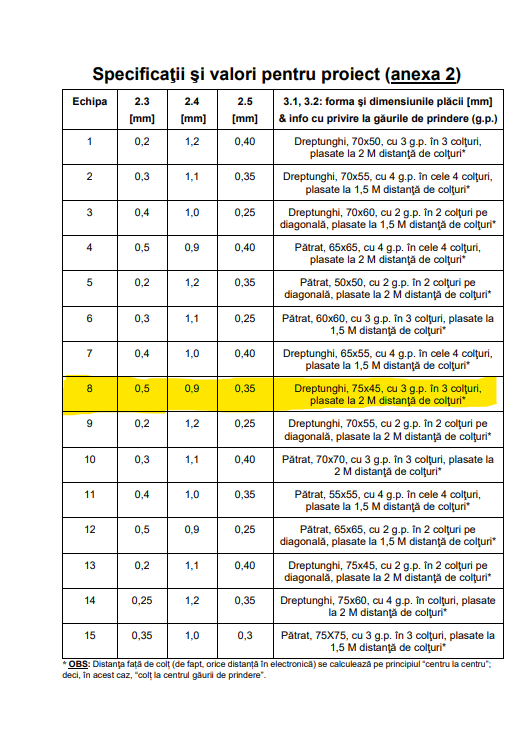 Specificaţii şi valori pentru proiect (anexa 2)
Echipa 2.3 2.4 2.5 3.1, 3.2: forma şi dimensiunile plăcii [mm]
[mm] [mm] [mm] & info cu privire la găurile de prindere (g.p.)
1 0,2 1,2 0,40 Dreptunghi, 70x50, cu 3 g.p. în 3 colţuri,
plasate la 2 M distanţă de colţuri*
2 0,3 1,1 0,35 Dreptunghi, 70x55, cu 4 g.p. în cele 4 colţuri,
plasate la 1,5 M distanţă de colţuri*
3 0,4 1,0 0,25 Dreptunghi, 70x60, cu 2 g.p. în 2 colţuri pe
diagonală, plasate la 1,5 M distanţă de colţuri*
4 0,5 0,9 0,40 Pătrat, 65x65, cu 4 g.p. în cele 4 colţuri,
plasate la 2 M distanţă de colţuri*
5 0,2 1,2 0,35 Pătrat, 50x50, cu 2 g.p. în 2 colţuri pe
diagonală, plasate la 2 M distanţă de colţuri*
6 0,3 1,1 0,25 Pătrat, 60x60, cu 3 g.p. în 3 colţuri, plasate la
1,5 M distanţă de colţuri*
7 0,4 1,0 0,40 Dreptunghi, 65x55, cu 4 g.p. în cele 4 colţuri,
plasate la 1,5 M distanţă de colţuri*
8 0,5 0,9 0,35 Dreptunghi, 75x45, cu 3 g.p. în 3 colţuri,
plasate la 2 M distanţă de colţuri*
9 0,2 1,2 0,25 Dreptunghi, 70x55, cu 2 g.p. în 2 colţuri pe
diagonală, plasate la 2 M distanţă de colţuri*
10 0,3 1,1 0,40 Pătrat, 70x70, cu 3 g.p. în 3 colţuri, plasate la
2 M distanţă de colţuri*
11 0,4 1,0 0,35 Pătrat, 55x55, cu 4 g.p. în cele 4 colţuri,
plasate la 1,5 M distanţă de colţuri*
12 0,5 0,9 0,25 Pătrat, 65x65, cu 2 g.p. în 2 colţuri pe
diagonală, plasate la 1,5 M distanţă de colţuri*
13 0,2 1,1 0,40 Dreptunghi, 75x45, cu 2 g.p. în 2 colţuri pe
diagonală, plasate la 2 M distanţă de colţuri*
14 0,25 1,2 0,35 Dreptunghi, 75x60, cu 4 g.p. în colţuri, plasate
la 2 M distanţă de colţuri*
15 0,35 1,0 0,3 Pătrat, 75X75, cu 3 g.p. în 3 colţuri, plasate la
1,5 M distanţă de colţuri*
* OBS: Distanţa faţă de colţ (de fapt, orice distanţă în electronică) se calculează pe principiul “centru la centru”;
deci, în acest caz, “colţ la centrul găurii de prindere”.